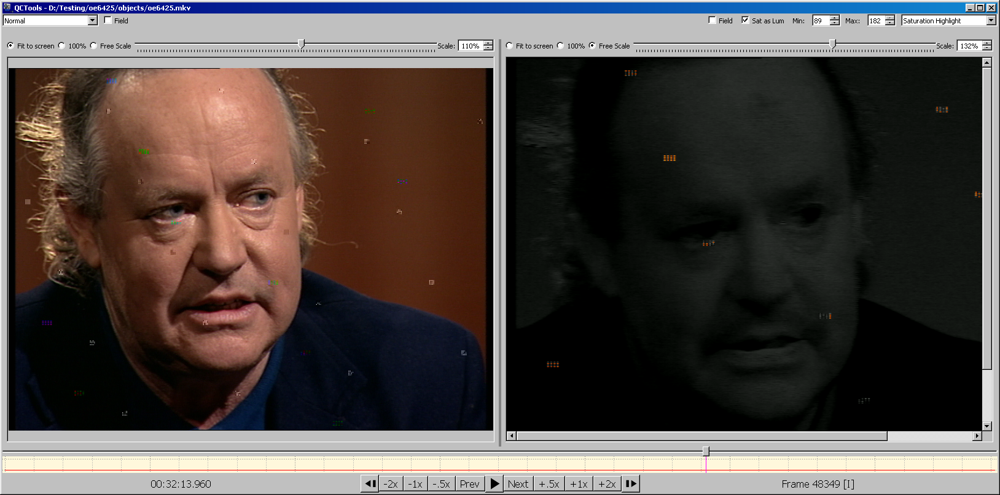 QCTools - D:/Testing/oe6425/objects/oe6425.mkv
Normal Field Field Sat as Lum Min: 89 Max: 182 Saturation Highlight
Fit to screen 100% Free Scale Scale: 110% Fit to screen 100% Free Scale Scale: 132%
00:32:13.960 -2x -1x -.5x Prev Next +.5x +1x +2x Frame 48349 [I]